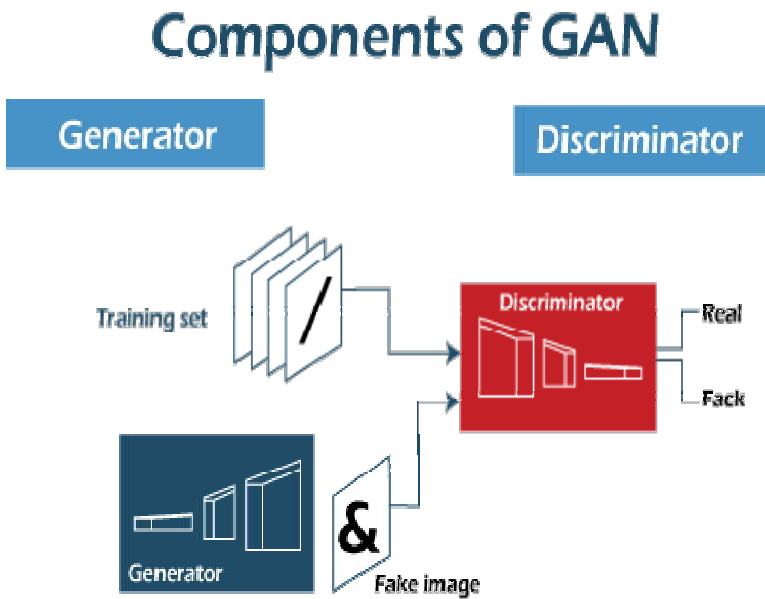 Components of GAN
Generator
Discriminator
Training set
/
Discriminator
Real
Fack
&
Generator
Fake image